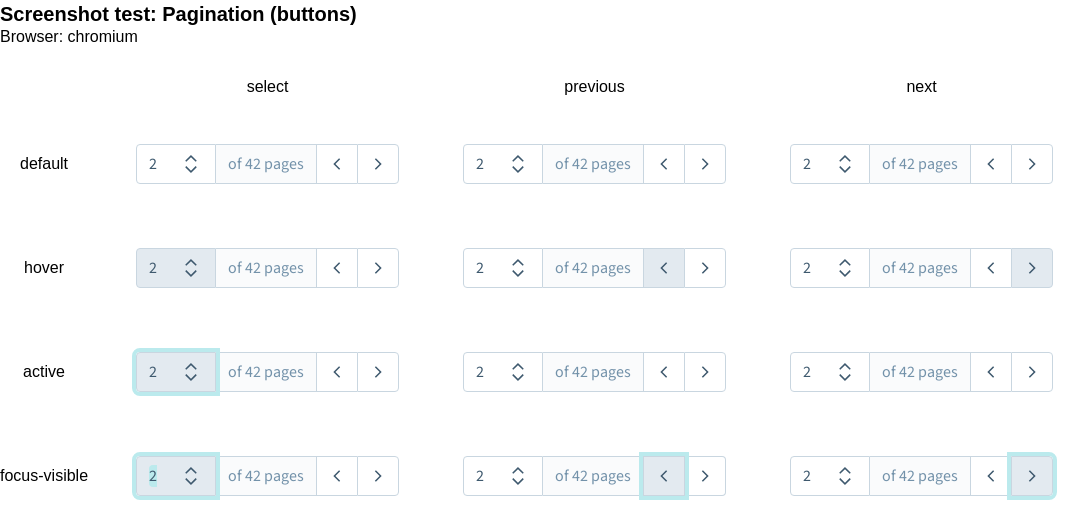 Screenshot test: Pagination (buttons)
Browser: chromium
select previous next
default 2 of 42 pages 2 of 42 pages 2 of 42 pages
hover 2 of 42 pages 2 of 42 pages 2 of 42 pages
active 2 of 42 pages 2 of 42 pages 2 of 42 pages
focus-visible 2 of 42 pages 2 of 42 pages 2 of 42 pages